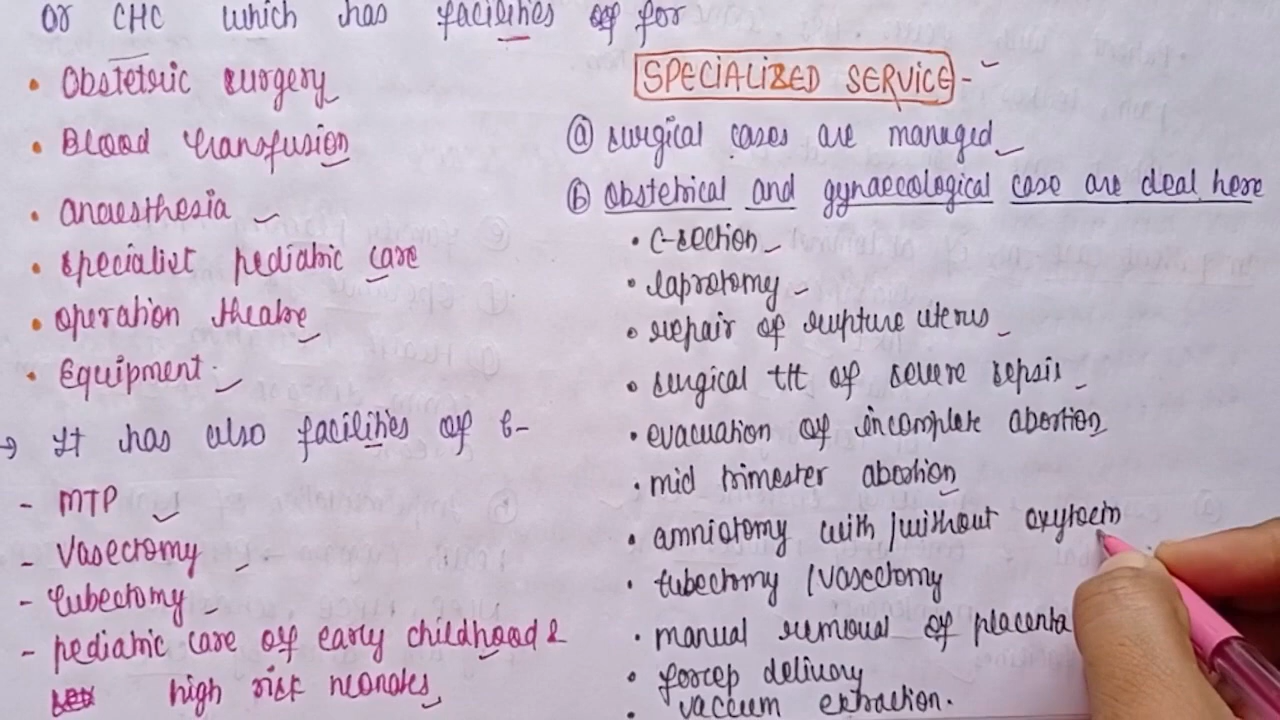 or CHC which has facilities of for
• Obstetric surgery
• Blood transfusion
• anaesthesia
• specialist pediatric care
• operation theatre
• Equipment
→ It has also facilities of :-
- MTP
- Vasectomy
- tubectomy
- pediatric care of early childhood &
high risk neonates
SPECIALIZED SERVICE -
(a) surgical cases are managed
(b) obstetrical and gynaecological case are deal here
• C-section
• laprotomy
• repair of rupture uterus
• surgical ttt of severe sepsis
• evacuation of incomplete abortion
• mid trimester abortion
• amniotomy with/without oxytocin
• tubectomy / vasectomy
• manual removal of placenta
• forcep delivery
• vaccum extraction.